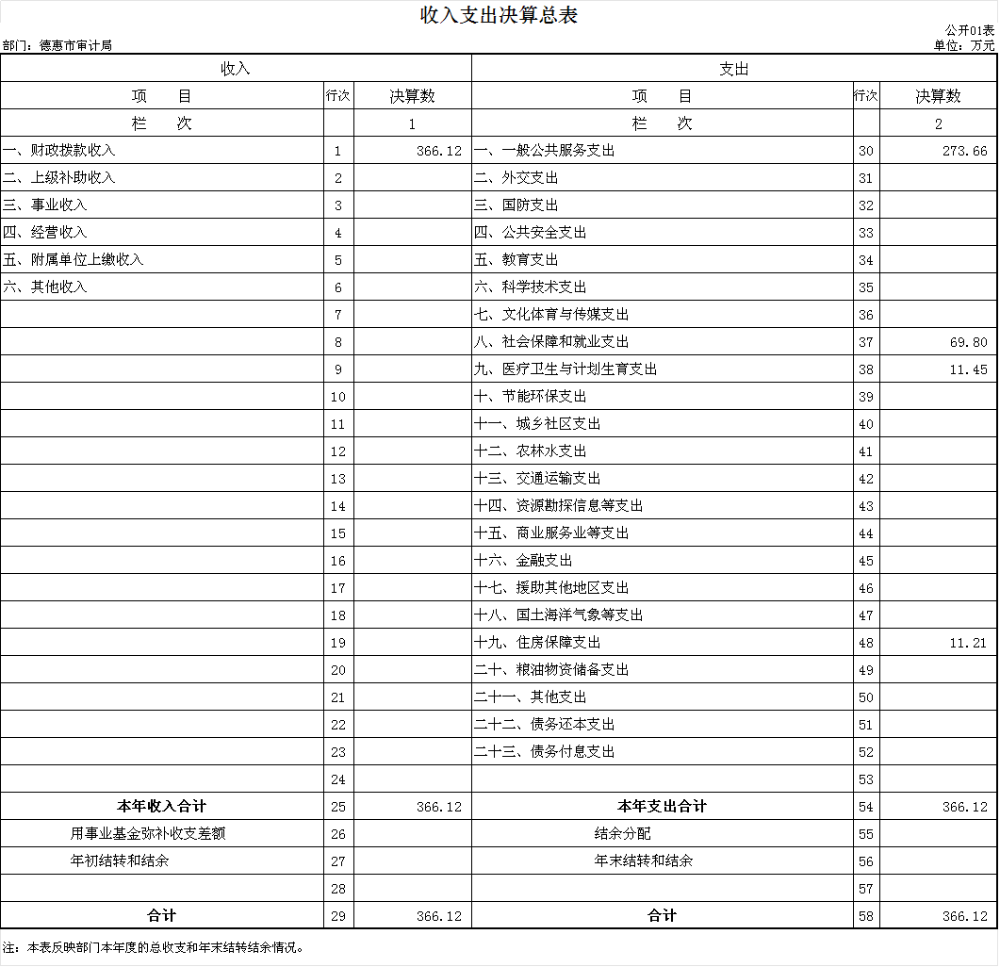 收入支出决算总表
公开01表
部门：德惠市审计局 单位：万元
收入 支出
项 目 行次 决算数 项 目 行次 决算数
栏 次 1 栏 次 2
一、财政拨款收入 1 366.12 一、一般公共服务支出 30 273.66
二、上级补助收入 2 二、外交支出 31
三、事业收入 3 三、国防支出 32
四、经营收入 4 四、公共安全支出 33
五、附属单位上缴收入 5 五、教育支出 34
六、其他收入 6 六、科学技术支出 35
7 七、文化体育与传媒支出 36
8 八、社会保障和就业支出 37 69.80
9 九、医疗卫生与计划生育支出 38 11.45
10 十、节能环保支出 39
11 十一、城乡社区支出 40
12 十二、农林水支出 41
13 十三、交通运输支出 42
14 十四、资源勘探信息等支出 43
15 十五、商业服务业等支出 44
16 十六、金融支出 45
17 十七、援助其他地区支出 46
18 十八、国土海洋气象等支出 47
19 十九、住房保障支出 48 11.21
20 二十、粮油物资储备支出 49
21 二十一、其他支出 50
22 二十二、债务还本支出 51
23 二十三、债务付息支出 52
24 53
本年收入合计 25 366.12 本年支出合计 54 366.12
用事业基金弥补收支差额 26 结余分配 55
年初结转和结余 27 年末结转和结余 56
28 57
合计 29 366.12 合计 58 366.12
注：本表反映部门本年度的总收支和年末结转结余情况。